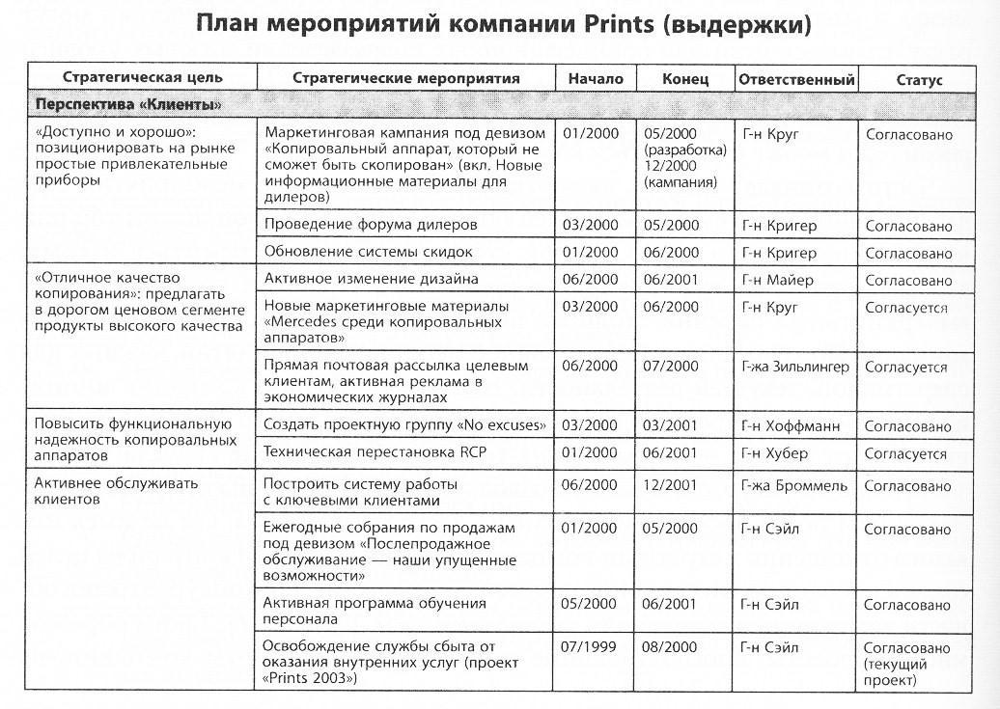 План мероприятий компании Prints (выдержки)
Стратегическая цель Стратегические мероприятия Начало Конец Ответственный Статус
Перспектива «Клиенты»
«Доступно и хорошо»:
позиционировать на рынке
простые привлекательные
приборы
Маркетинговая кампания под девизом
«Копировальный аппарат, который не
сможет быть скопирован» (вкл. Новые
информационные материалы для
дилеров)
01/2000
05/2000
(разработка)
12/2000
(кампания)
Г-н Круг
Согласовано
Проведение форума дилеров 03/2000 05/2000 Г-н Кригер Согласовано
Обновление системы скидок 01/2000 06/2000 Г-н Кригер Согласовано
«Отличное качество
копирования»: предлагать
в дорогом ценовом сегменте
продукты высокого качества
Активное изменение дизайна 06/2000 06/2001 Г-н Майер Согласовано
Новые маркетинговые материалы
«Mercedes среди копировальных
аппаратов»
03/2000 06/2000 Г-н Круг Согласуется
Прямая почтовая рассылка целевым
клиентам, активная реклама в
экономических журналах
06/2000 07/2000 Г-жа Зильлингер Согласуется
Повысить функциональную
надежность копировальных
аппаратов
Создать проектную группу «No excuses» 03/2000 03/2001 Г-н Хоффманн Согласовано
Техническая перестановка RCP 01/2000 06/2001 Г-н Хубер Согласуется
Активнее обслуживать
клиентов
Построить систему работы
с ключевыми клиентами
06/2000 12/2001 Г-жа Броммель Согласовано
Ежегодные собрания по продажам
под девизом «Послепродажное
обслуживание — наши упущенные
возможности»
01/2000 05/2000 Г-н Сэйл Согласовано
Активная программа обучения
персонала
05/2000 06/2001 Г-н Сэйл Согласовано
Освобождение службы сбыта от
оказания внутренних услуг (проект
«Prints 2003»)
07/1999 08/2000 Г-н Сэйл
Согласовано
(текущий
проект)